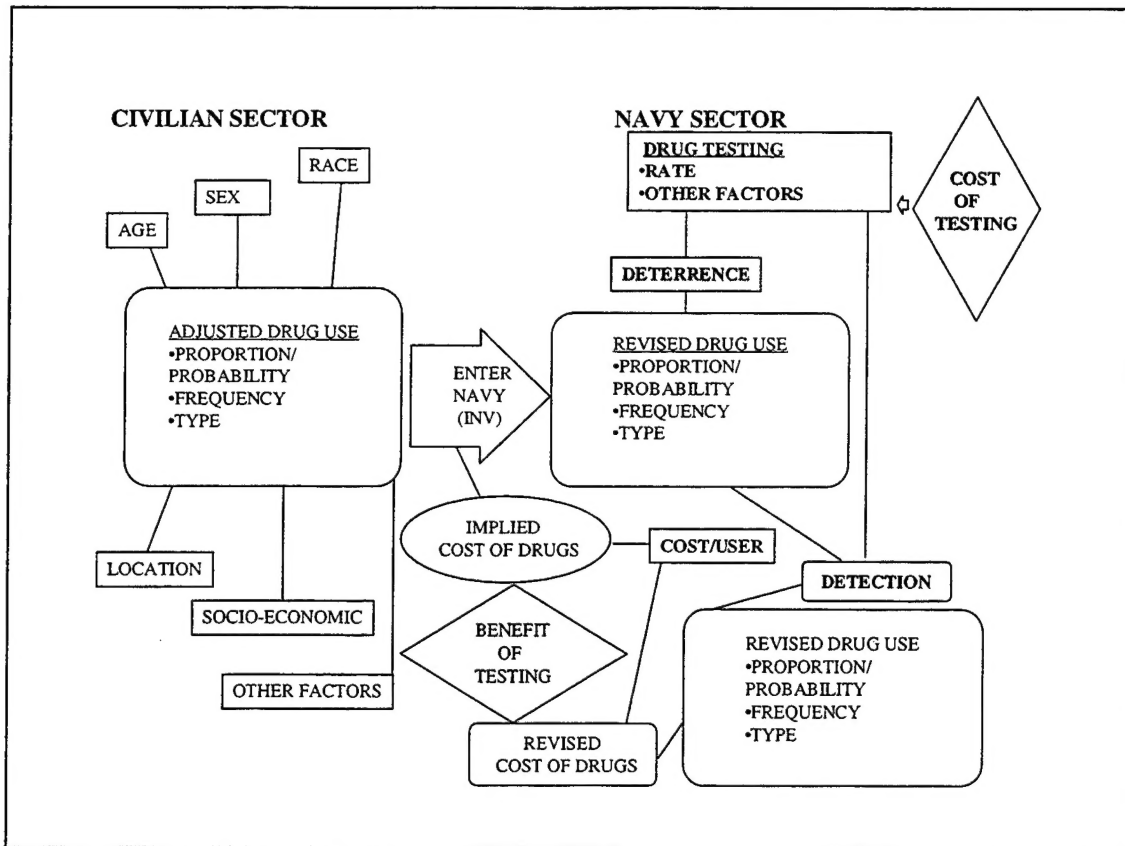 CIVILIAN SECTOR
RACE
SEX
AGE
ADJUSTED DRUG USE
•PROPORTION/
PROBABILITY
•FREQUENCY
•TYPE
LOCATION
SOCIO-ECONOMIC
OTHER FACTORS
ENTER
NAVY
(INV)
IMPLIED
COST OF DRUGS
COST/USER
BENEFIT
OF
TESTING
REVISED
COST OF DRUGS
NAVY SECTOR
DRUG TESTING
•RATE
•OTHER FACTORS
COST
OF
TESTING
DETERRENCE
REVISED DRUG USE
•PROPORTION/
PROBABILITY
•FREQUENCY
•TYPE
DETECTION
REVISED DRUG USE
•PROPORTION/
PROBABILITY
•FREQUENCY
•TYPE